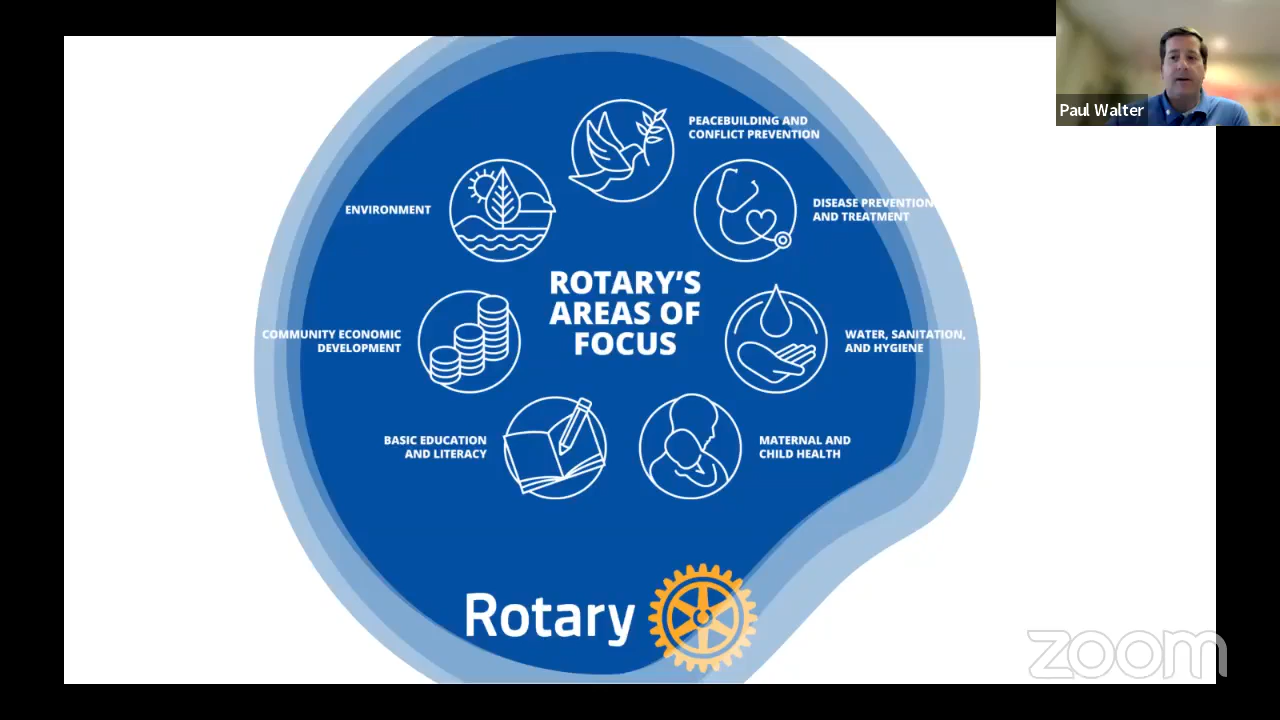 Paul Walter
PEACEBUILDING AND
CONFLICT PREVENTION
DISEASE PREVENTION
AND TREATMENT
ENVIRONMENT
ROTARY'S
AREAS OF
FOCUS
COMMUNITY ECONOMIC
DEVELOPMENT
WATER, SANITATION,
AND HYGIENE
BASIC EDUCATION
AND LITERACY
MATERNAL AND
CHILD HEALTH
Rotary
zoom